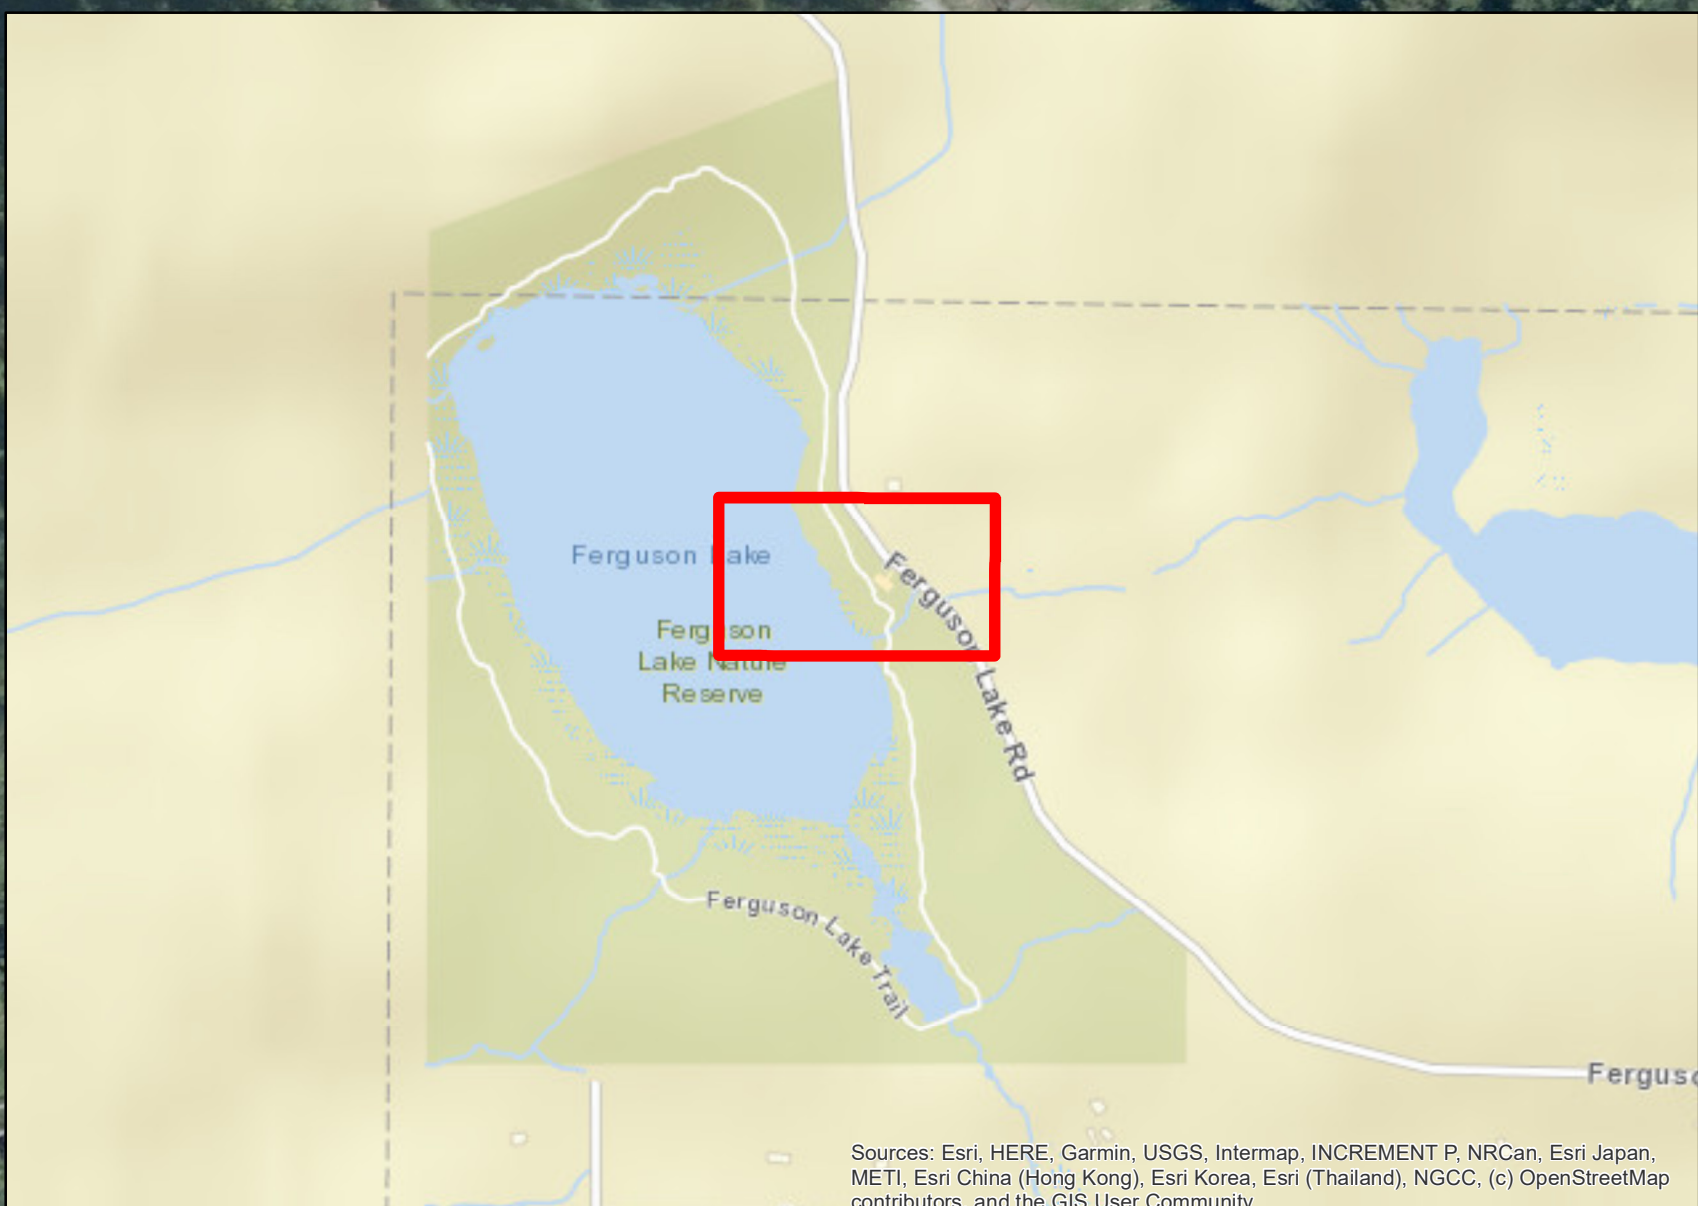 Ferguson Lake
Ferguson
Lake Nature
Reserve
Ferguson Lake Rd
Ferguson Lake Trail
Ferguso
Sources: Esri, HERE, Garmin, USGS, Intermap, INCREMENT P, NRCan, Esri Japan,
METI, Esri China (Hong Kong), Esri Korea, Esri (Thailand), NGCC, (c) OpenStreetMap
contributors, and the GIS User Community